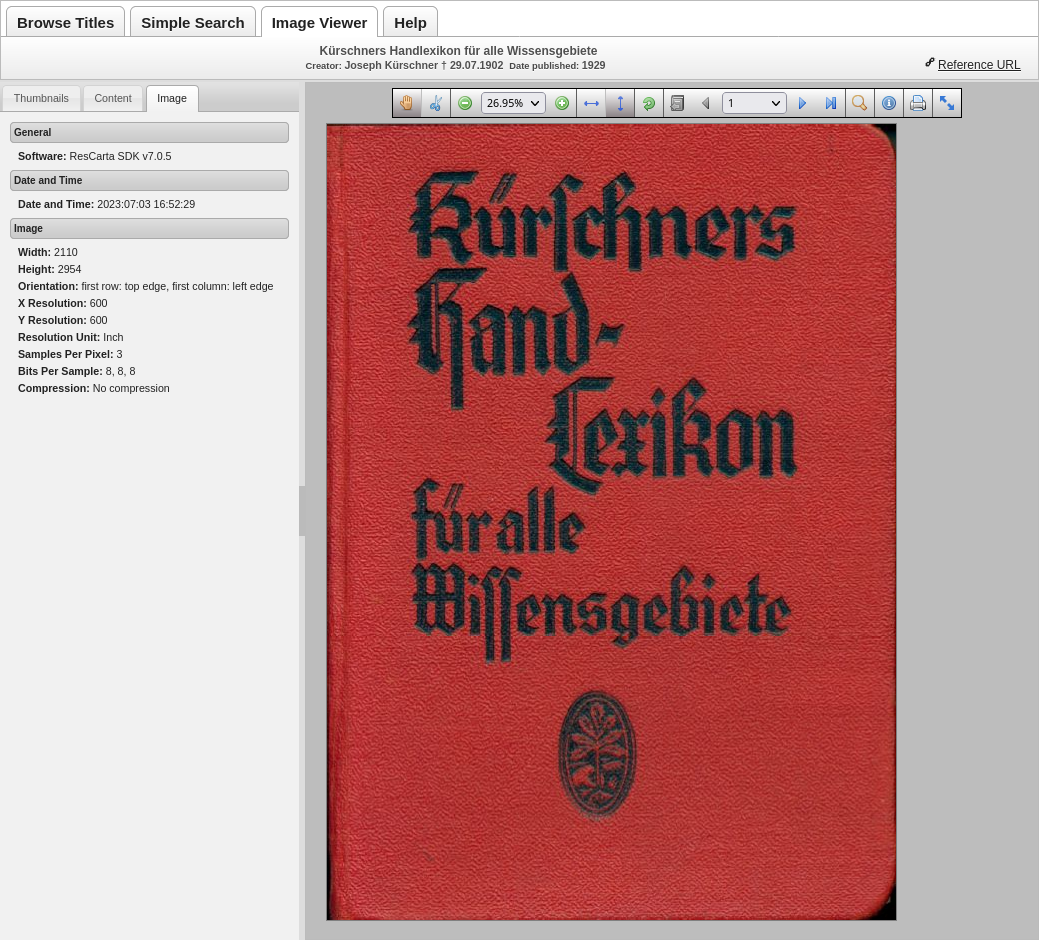 Browse Titles
Simple Search
Image Viewer
Help
Kürschners Handlexikon für alle Wissensgebiete
Creator: Joseph Kürschner † 29.07.1902 Date published: 1929
Reference URL
Thumbnails
Content
Image
General
Software: ResCarta SDK v7.0.5
Date and Time
Date and Time: 2023:07:03 16:52:29
Image
Width: 2110
Height: 2954
Orientation: first row: top edge, first column: left edge
X Resolution: 600
Y Resolution: 600
Resolution Unit: Inch
Samples Per Pixel: 3
Bits Per Sample: 8, 8, 8
Compression: No compression
26.95%
1
Kürschners
Hand-
Lexikon
für alle
Wissensgebiete